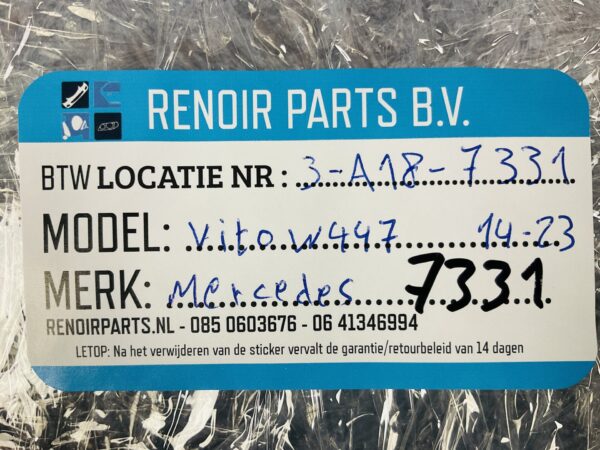 RENOIR PARTS B.V.
BTW LOCATIE NR : 3-A18-7331
MODEL: Vito w447 14-23
MERK: Mercedes 7331
RENOIRPARTS.NL - 085 0603676 - 06 41346994
LETOP: Na het verwijderen van de sticker vervalt de garantie/retourbeleid van 14 dagen